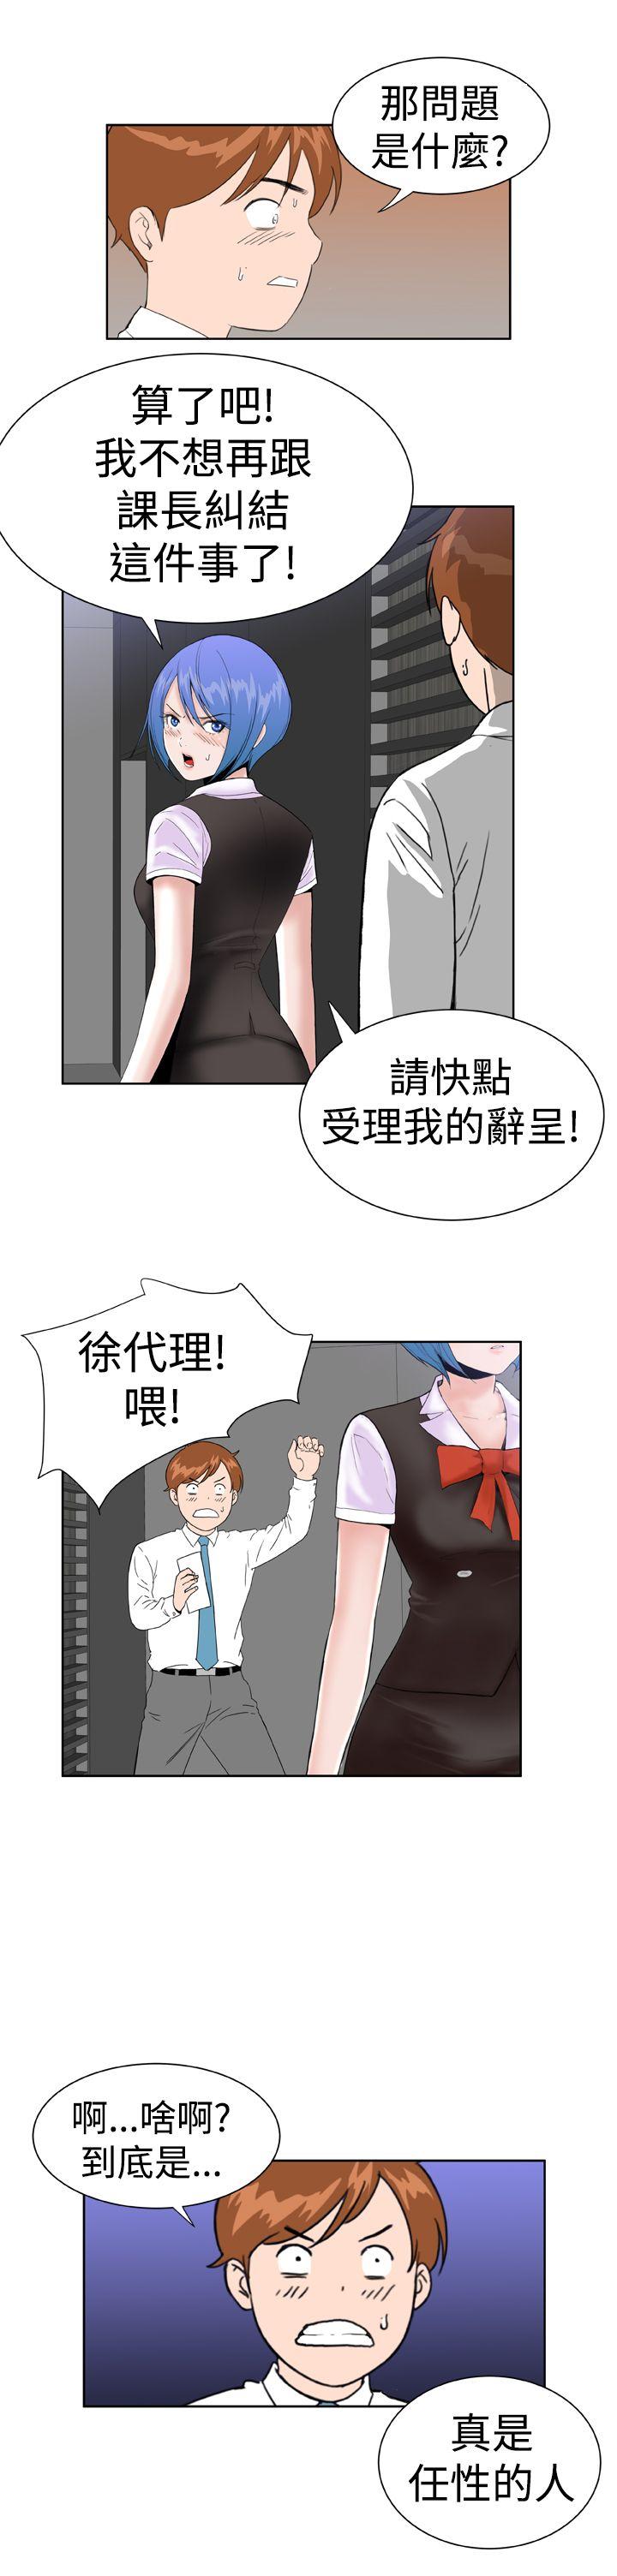 那問題
是什麼?
算了吧!
我不想再跟
課長糾結
這件事了!
請快點
受理我的辭呈!
徐代理!
喂!
啊...啥啊?
到底是...
真是
任性的人